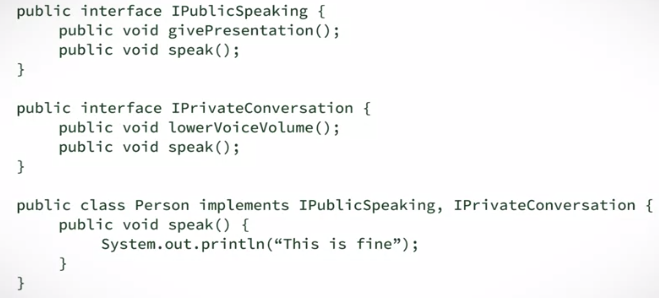 public interface IPublicSpeaking {
public void givePresentation();
public void speak();
}
public interface IPrivateConversation {
public void lowerVoiceVolume();
public void speak();
}
public class Person implements IPublicSpeaking, IPrivateConversation {
public void speak() {
System.out.println(“This is fine”);
}
}